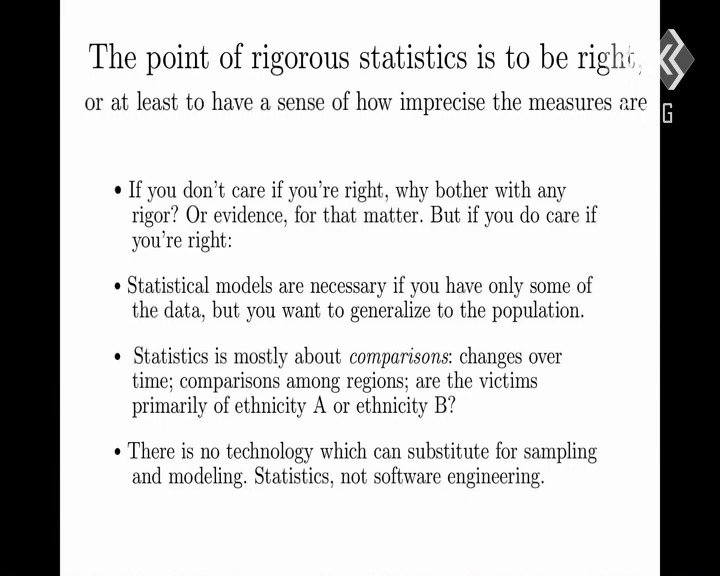 The point of rigorous statistics is to be right,
or at least to have a sense of how imprecise the measures are
G
• If you don't care if you're right, why bother with any
rigor? Or evidence, for that matter. But if you do care if
you're right:
• Statistical models are necessary if you have only some of
the data, but you want to generalize to the population.
• Statistics is mostly about comparisons: changes over
time; comparisons among regions; are the victims
primarily of ethnicity A or ethnicity B?
• There is no technology which can substitute for sampling
and modeling. Statistics, not software engineering.